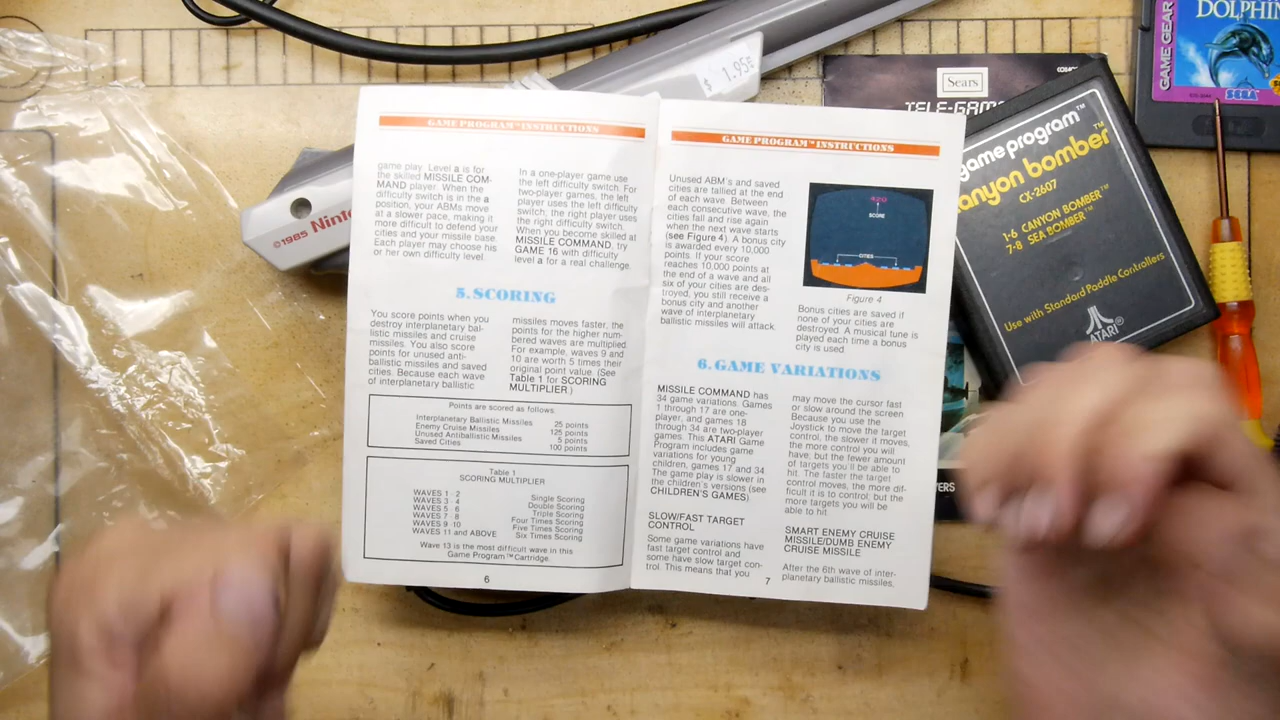 $1.95¢
©1985 Ninte
GAME PROGRAM™ INSTRUCTIONS
game play. Level a is for
the skilled MISSILE COM-
MAND player. When the
difficulty switch is in the a
position, your ABMs move
at a slower pace, making it
more difficult to defend your
cities and your missile base.
Each player may choose his
or her own difficulty level.
In a one-player game use
the left difficulty switch. For
two-player games, the left
player uses the left difficulty
switch; the right player uses
the right difficulty switch.
When you become skilled at
MISSILE COMMAND, try
GAME 16 with difficulty
level a for a real challenge.
5. SCORING
You score points when you
destroy interplanetary bal-
listic missiles and cruise
missiles. You also score
points for unused anti-
ballistic missiles and saved
cities. Because each wave
of interplanetary ballistic
missiles moves faster, the
points for the higher num-
bered waves are multiplied.
For example, waves 9 and
10 are worth 5 times their
original point value. (See
Table 1 for SCORING
MULTIPLIER.)
Points are scored as follows:
Interplanetary Ballistic Missiles 25 points
Enemy Cruise Missiles 125 points
Unused Antiballistic Missiles 5 points
Saved Cities 100 points
Table 1
SCORING MULTIPLIER
WAVES 1 - 2 Single Scoring
WAVES 3 - 4 Double Scoring
WAVES 5 - 6 Triple Scoring
WAVES 7 - 8 Four Times Scoring
WAVES 9 - 10 Five Times Scoring
WAVES 11 and ABOVE Six Times Scoring
Wave 13 is the most difficult wave in this
Game Program™ Cartridge.
6
GAME PROGRAM™ INSTRUCTIONS
Unused ABM's and saved
cities are tallied at the end
of each wave. Between
each consecutive wave, the
cities fall and rise again
when the next wave starts
(see Figure 4). A bonus city
is awarded every 10,000
points. If your score
reaches 10,000 points at
the end of a wave and all
six of your cities are des-
troyed, you still receive a
bonus city and another
wave of interplanetary
ballistic missiles will attack.
420
SCORE
CITIES
Figure 4
Bonus cities are saved if
none of your cities are
destroyed. A musical tune is
played each time a bonus
city is used.
6. GAME VARIATIONS
MISSILE COMMAND has
34 game variations. Games
1 through 17 are one-
player, and games 18
through 34 are two-player
games. This ATARI Game
Program includes game
variations for young
children, games 17 and 34.
The game play is slower in
the children's versions (see
CHILDREN'S GAMES).
SLOW/FAST TARGET
CONTROL
Some game variations have
fast target control and
some have slow target con-
trol. This means that you
may move the cursor fast
or slow around the screen.
Because you use the
Joystick to move the target
control, the slower it moves,
the more control you will
have, but the fewer amount
of targets you'll be able to
hit. The faster the target
control moves, the more dif-
ficult it is to control; but the
more targets you may be
able to hit.
SMART ENEMY CRUISE
MISSILE/DUMB ENEMY
CRUISE MISSILE
After the 6th wave of inter-
planetary ballistic missiles,
7
Sears
TELE-GAM
game program™
canyon bomber™
CX-2607
1-6 CANYON BOMBER™
7-8 SEA BOMBER™
Use with Standard Paddle Controllers
ATARI®
GAME GEAR
DOLPHIN
SEGA